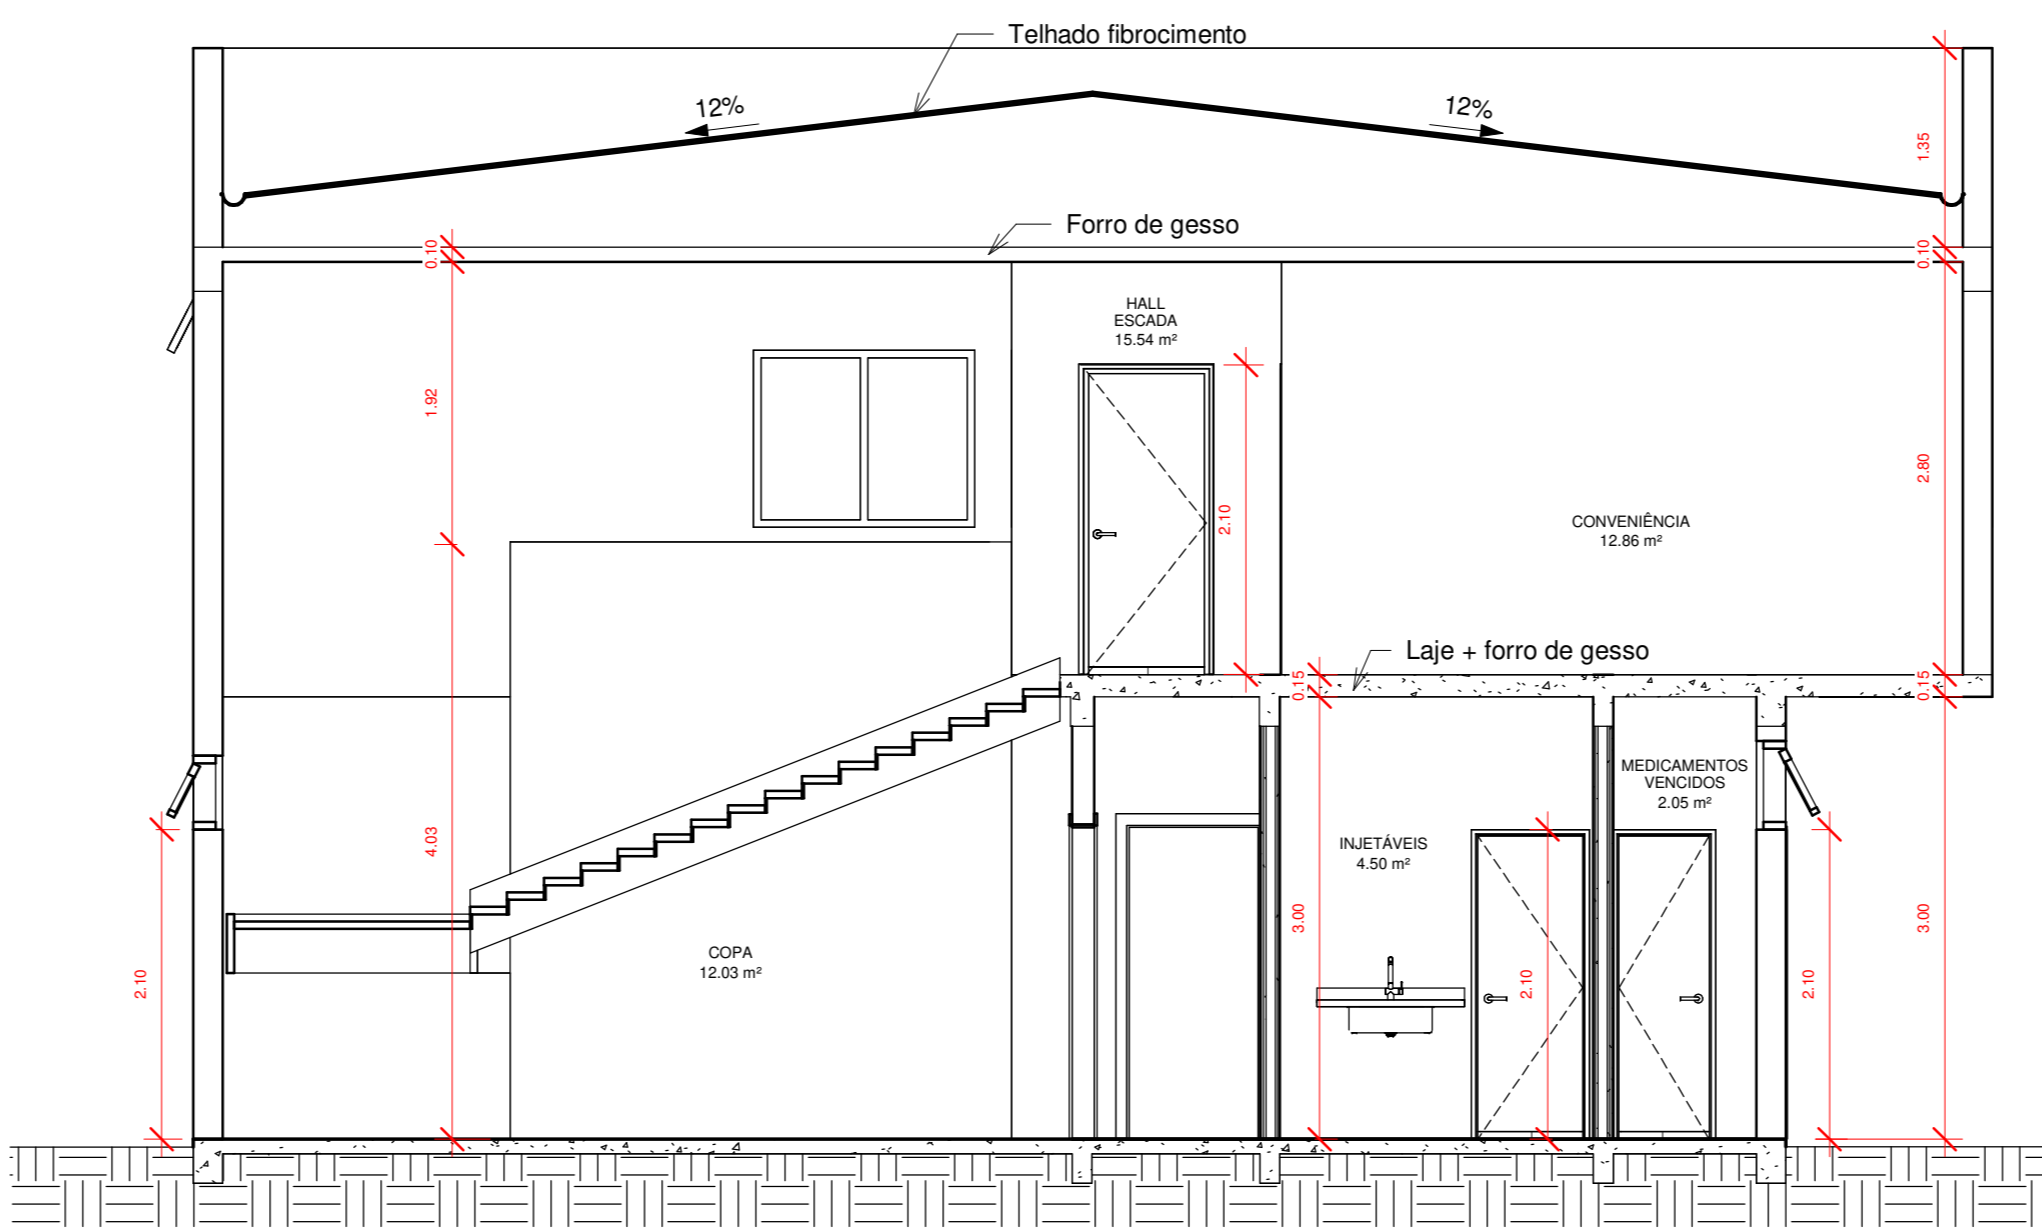 Telhado fibrocimento
12%
12%
1.35
Forro de gesso
0.10
0.10
HALL
ESCADA
15.54 m²
1.92
2.80
2.10
CONVENIÊNCIA
12.86 m²
Laje + forro de gesso
0.15
0.15
MEDICAMENTOS
VENCIDOS
2.05 m²
4.03
INJETÁVEIS
4.50 m²
3.00
3.00
COPA
12.03 m²
2.10
2.10
2.10